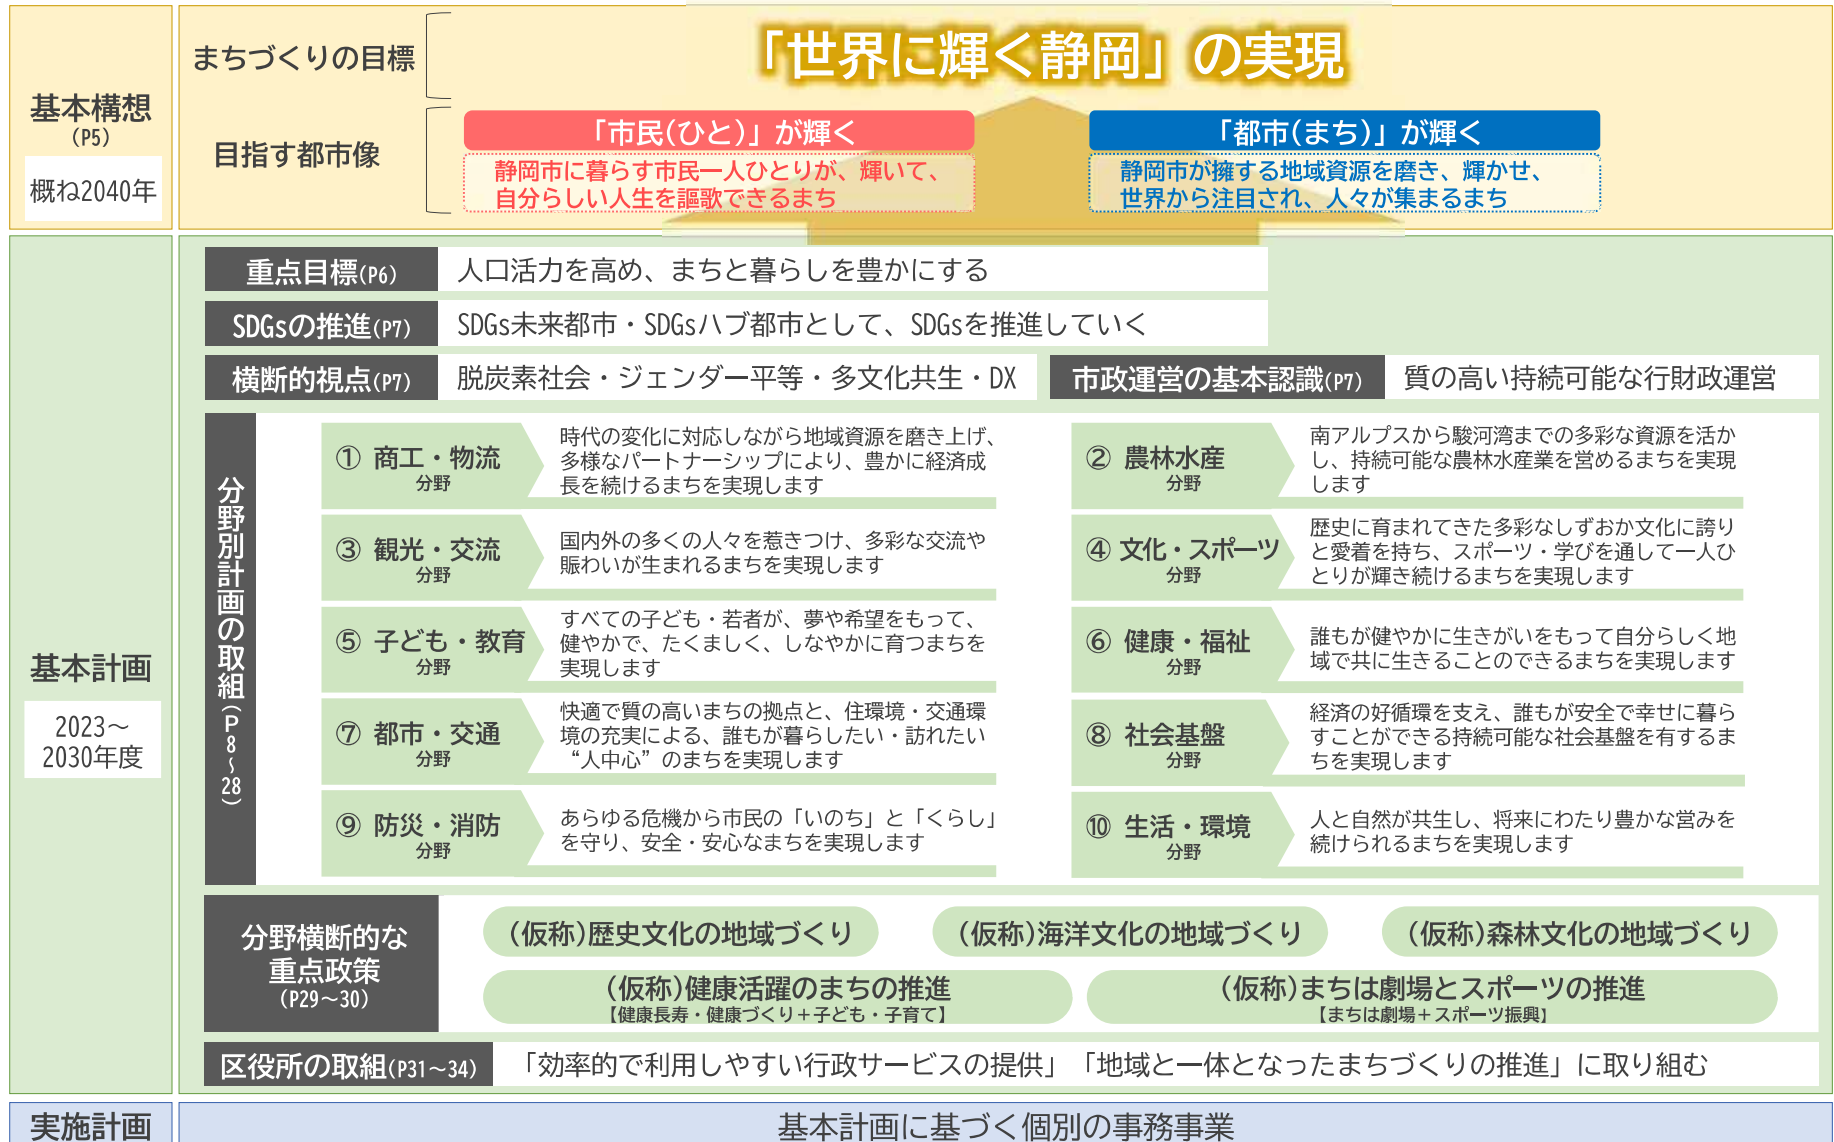 基本構想
(P5)
概ね2040年
まちづくりの目標
「世界に輝く静岡」の実現
目指す都市像
「市民(ひと)」が輝く
静岡市に暮らす市民一人ひとりが、輝いて、
自分らしい人生を謳歌できるまち
「都市(まち)」が輝く
静岡市が擁する地域資源を磨き、輝かせ、
世界から注目され、人々が集まるまち
基本計画
2023～
2030年度
重点目標(P6)
人口活力を高め、まちと暮らしを豊かにする
SDGsの推進(P7)
SDGs未来都市・SDGsハブ都市として、SDGsを推進していく
横断的視点(P7)
脱炭素社会・ジェンダー平等・多文化共生・DX
市政運営の基本認識(P7)
質の高い持続可能な行財政運営
分野別計画の取組(P8～28)
① 商工・物流
分野
時代の変化に対応しながら地域資源を磨き上げ、
多様なパートナーシップにより、豊かに経済成
長を続けるまちを実現します
② 農林水産
分野
南アルプスから駿河湾までの多彩な資源を活か
し、持続可能な農林水産業を営めるまちを実現
します
③ 観光・交流
分野
国内外の多くの人々を惹きつけ、多彩な交流や
賑わいが生まれるまちを実現します
④ 文化・スポーツ
分野
歴史に育まれてきた多彩なしずおか文化に誇り
と愛着を持ち、スポーツ・学びを通して一人ひ
とりが輝き続けるまちを実現します
⑤ 子ども・教育
分野
すべての子ども・若者が、夢や希望をもって、
健やかで、たくましく、しなやかに育つまちを
実現します
⑥ 健康・福祉
分野
誰もが健やかに生きがいをもって自分らしく地
域で共に生きることのできるまちを実現します
⑦ 都市・交通
分野
快適で質の高いまちの拠点と、住環境・交通環
境の充実による、誰もが暮らしたい・訪れたい
“人中心”のまちを実現します
⑧ 社会基盤
分野
経済の好循環を支え、誰もが安全で幸せに暮ら
すことができる持続可能な社会基盤を有するま
ちを実現します
⑨ 防災・消防
分野
あらゆる危機から市民の「いのち」と「くらし」
を守り、安全・安心なまちを実現します
⑩ 生活・環境
分野
人と自然が共生し、将来にわたり豊かな営みを
続けられるまちを実現します
分野横断的な
重点政策
(P29～30)
(仮称)歴史文化の地域づくり
(仮称)海洋文化の地域づくり
(仮称)森林文化の地域づくり
(仮称)健康活躍のまちの推進
【健康長寿・健康づくり＋子ども・子育て】
(仮称)まちは劇場とスポーツの推進
【まちは劇場＋スポーツ振興】
区役所の取組(P31～34)
「効率的で利用しやすい行政サービスの提供」「地域と一体となったまちづくりの推進」に取り組む
実施計画
基本計画に基づく個別の事務事業